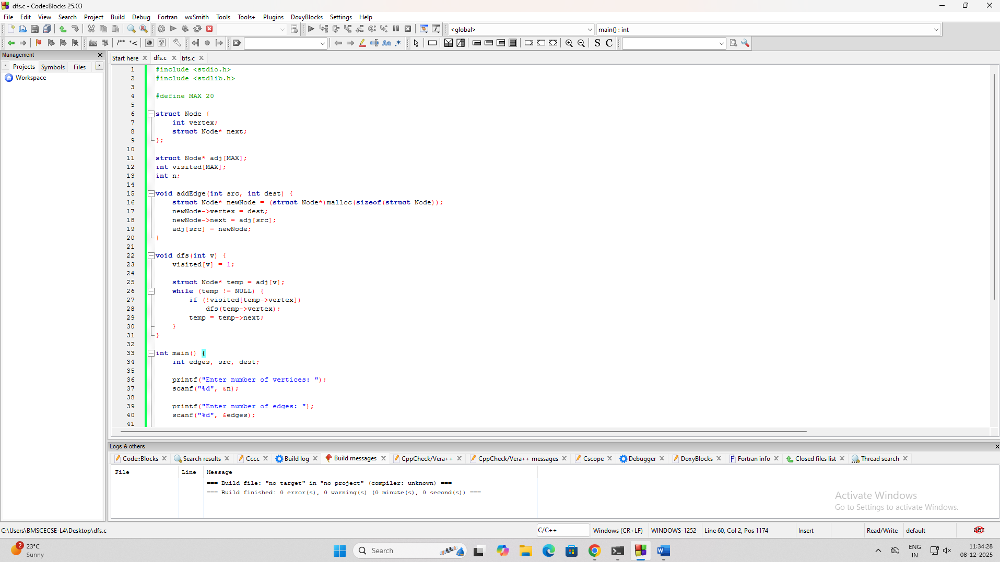 dfs.c - Code::Blocks 25.03
File Edit View Search Project Build Debug Fortran wxSmith Tools Tools+ Plugins DoxyBlocks Settings Help
<global> main() : int
/** *< Aa .* S C
Management
Projects Symbols Files
Workspace
Start here dfs.c bfs.c
1 #include <stdio.h>
2 #include <stdlib.h>
3
4 #define MAX 20
5
6 struct Node {
7 int vertex;
8 struct Node* next;
9 };
10
11 struct Node* adj[MAX];
12 int visited[MAX];
13 int n;
14
15 void addEdge(int src, int dest) {
16 struct Node* newNode = (struct Node*)malloc(sizeof(struct Node));
17 newNode->vertex = dest;
18 newNode->next = adj[src];
19 adj[src] = newNode;
20 }
21
22 void dfs(int v) {
23 visited[v] = 1;
24
25 struct Node* temp = adj[v];
26 while (temp != NULL) {
27 if (!visited[temp->vertex])
28 dfs(temp->vertex);
29 temp = temp->next;
30 }
31 }
32
33 int main() {
34 int edges, src, dest;
35
36 printf("Enter number of vertices: ");
37 scanf("%d", &n);
38
39 printf("Enter number of edges: ");
40 scanf("%d", &edges);
41
Logs & others
Code::Blocks Search results Cccc Build log Build messages CppCheck/Vera++ CppCheck/Vera++ messages Cscope Debugger DoxyBlocks Fortran info Closed files list Thread search
File Line Message
=== Build file: "no target" in "no project" (compiler: unknown) ===
=== Build finished: 0 error(s), 0 warning(s) (0 minute(s), 0 second(s)) ===
Activate Windows
Go to Settings to activate Windows.
C:\Users\BMSCECSE-L4\Desktop\dfs.c C/C++ Windows (CR+LF) WINDOWS-1252 Line 60, Col 2, Pos 1174 Insert Read/Write default abc
2 23°C
Sunny
Search
ENG
IN
11:34:28
08-12-2025